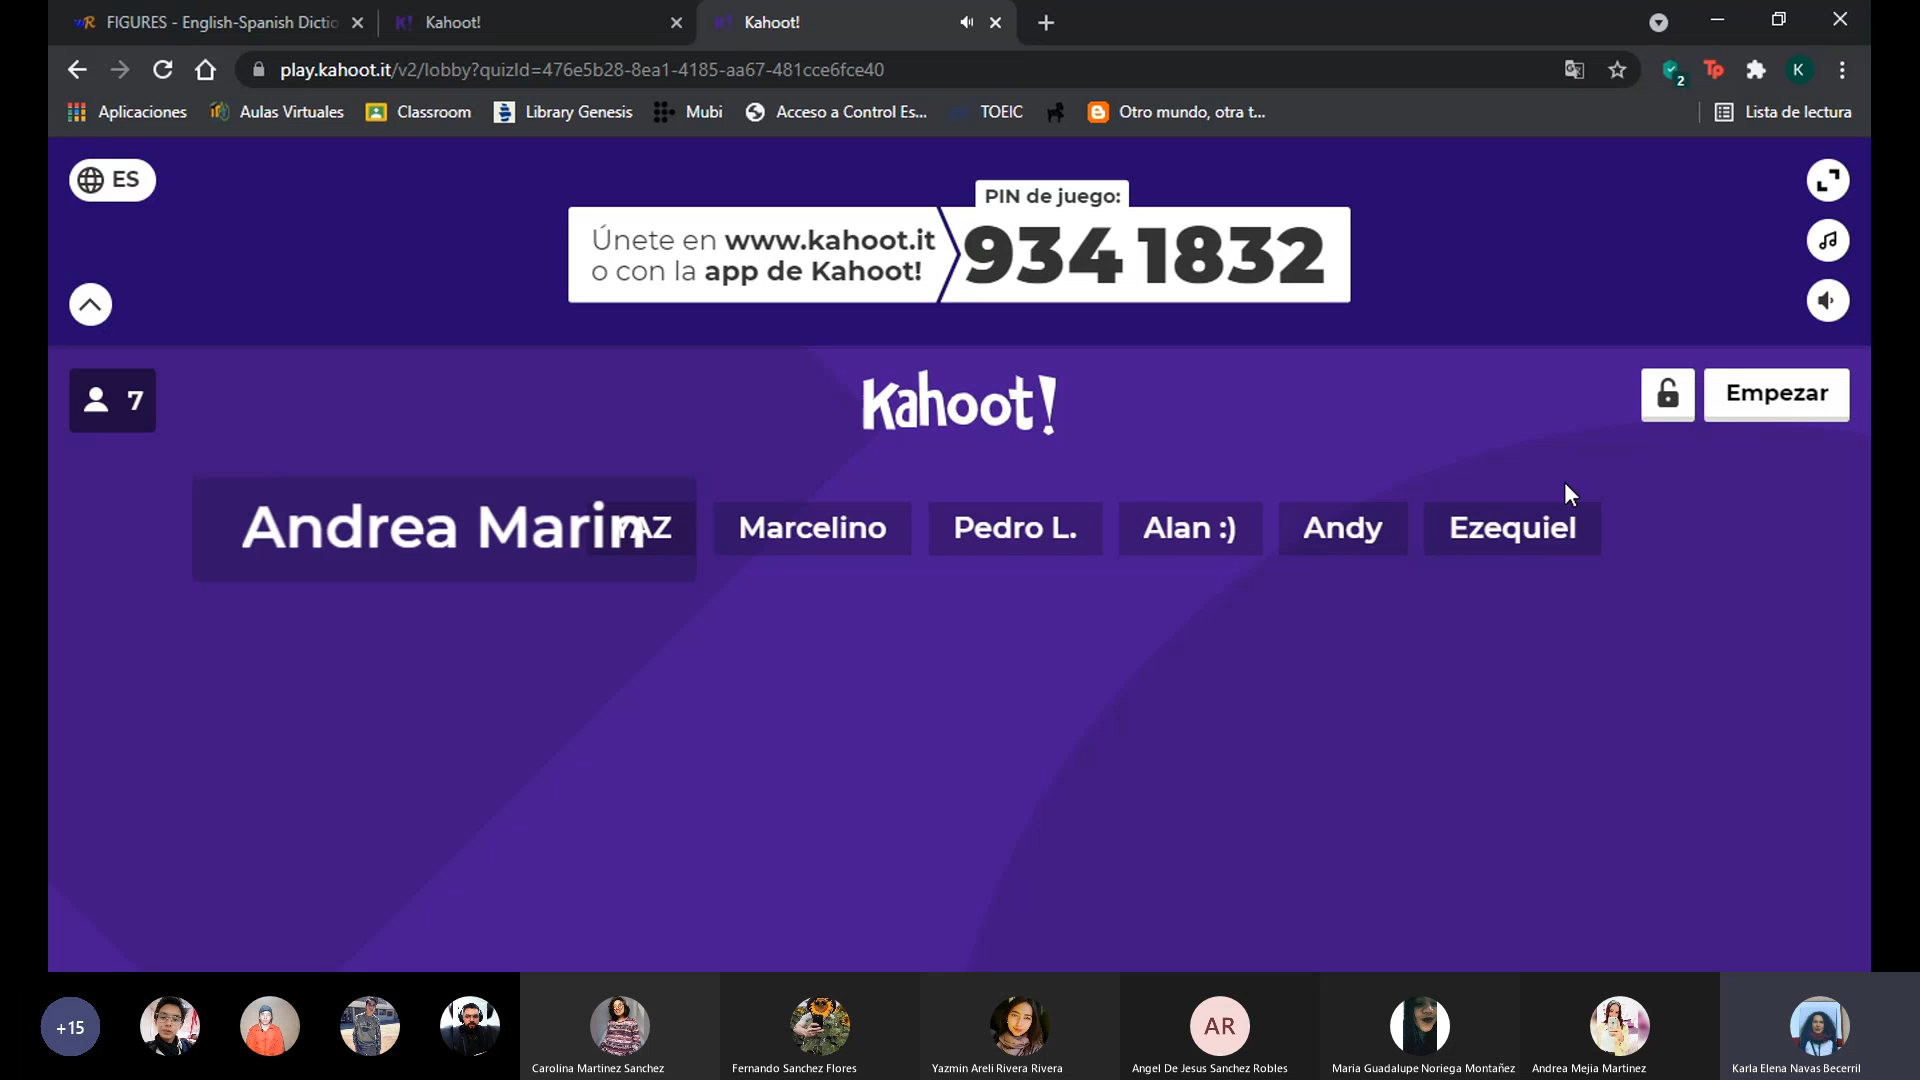 FIGURES - English-Spanish Dictio
Kahoot!
Kahoot!
play.kahoot.it/v2/lobby?quizId=476e5b28-8ea1-4185-aa67-481cce6fce40
2
Tp
K
Aplicaciones
Aulas Virtuales
Classroom
Library Genesis
Mubi
Acceso a Control Es...
TOEIC
Otro mundo, otra t...
Lista de lectura
ES
PIN de juego:
Únete en www.kahoot.it
o con la app de Kahoot!
934 1832
7
Kahoot!
Empezar
Andrea Marin
YAZ
Marcelino
Pedro L.
Alan :)
Andy
Ezequiel
+15
AR
Carolina Martinez Sanchez
Fernando Sanchez Flores
Yazmin Areli Rivera Rivera
Angel De Jesus Sanchez Robles
Maria Guadalupe Noriega Montañez
Andrea Mejia Martinez
Karla Elena Navas Becerril